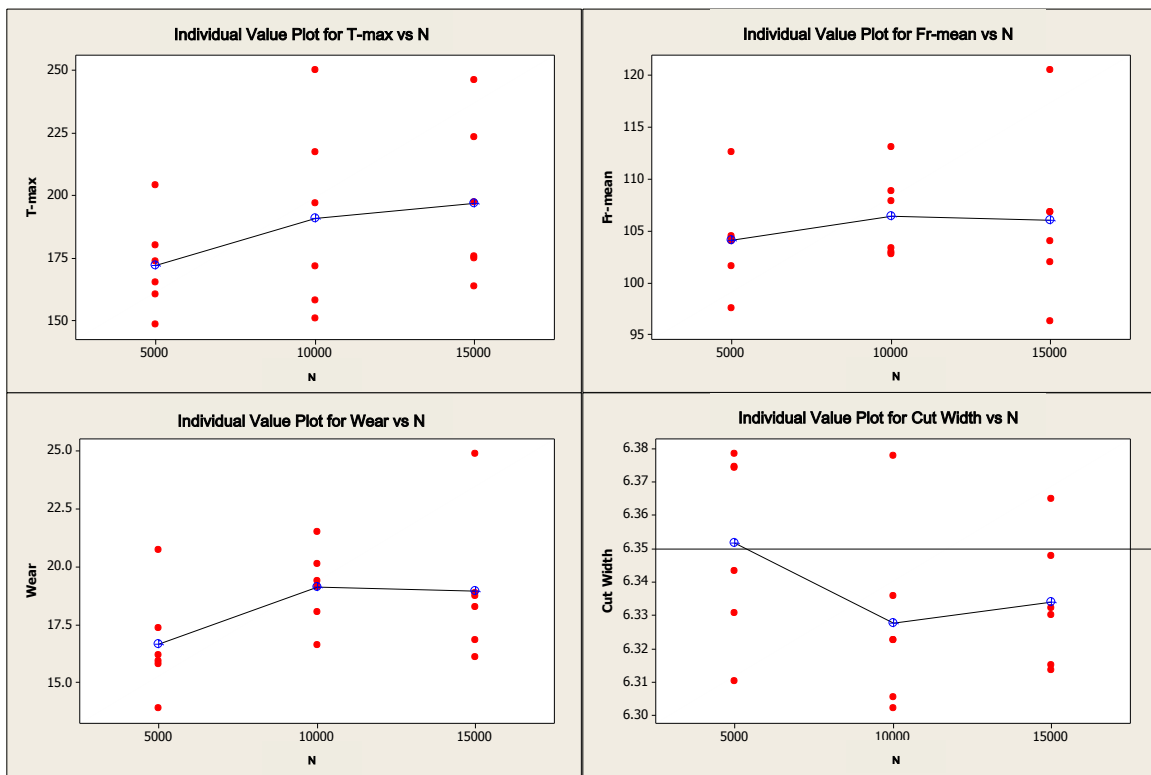 Individual Value Plot for T-max vs N
250
225
200
175
150
T-max
5000 10000 15000
N
Individual Value Plot for Fr-mean vs N
120
115
110
105
100
95
Fr-mean
5000 10000 15000
N
Individual Value Plot for Wear vs N
25.0
22.5
20.0
17.5
15.0
Wear
5000 10000 15000
N
Individual Value Plot for Cut Width vs N
6.38
6.37
6.36
6.35
6.34
6.33
6.32
6.31
6.30
Cut Width
5000 10000 15000
N